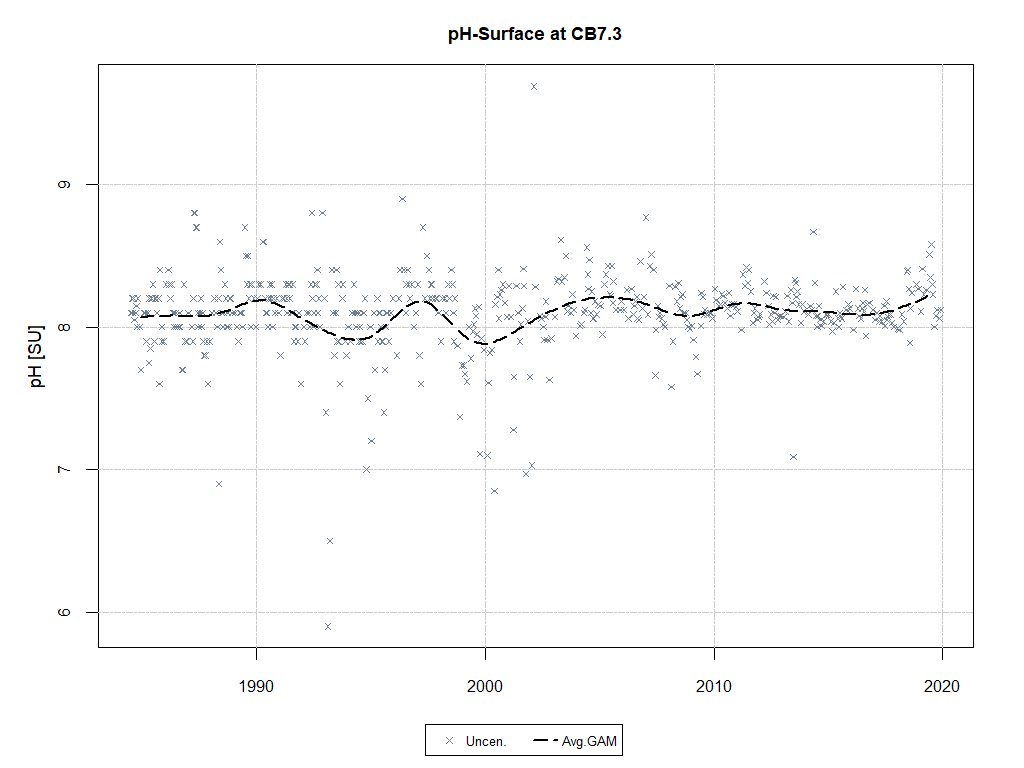 pH-Surface at CB7.3
pH [SU]
9
8
7
6
1990 2000 2010 2020
Uncen. Avg.GAM